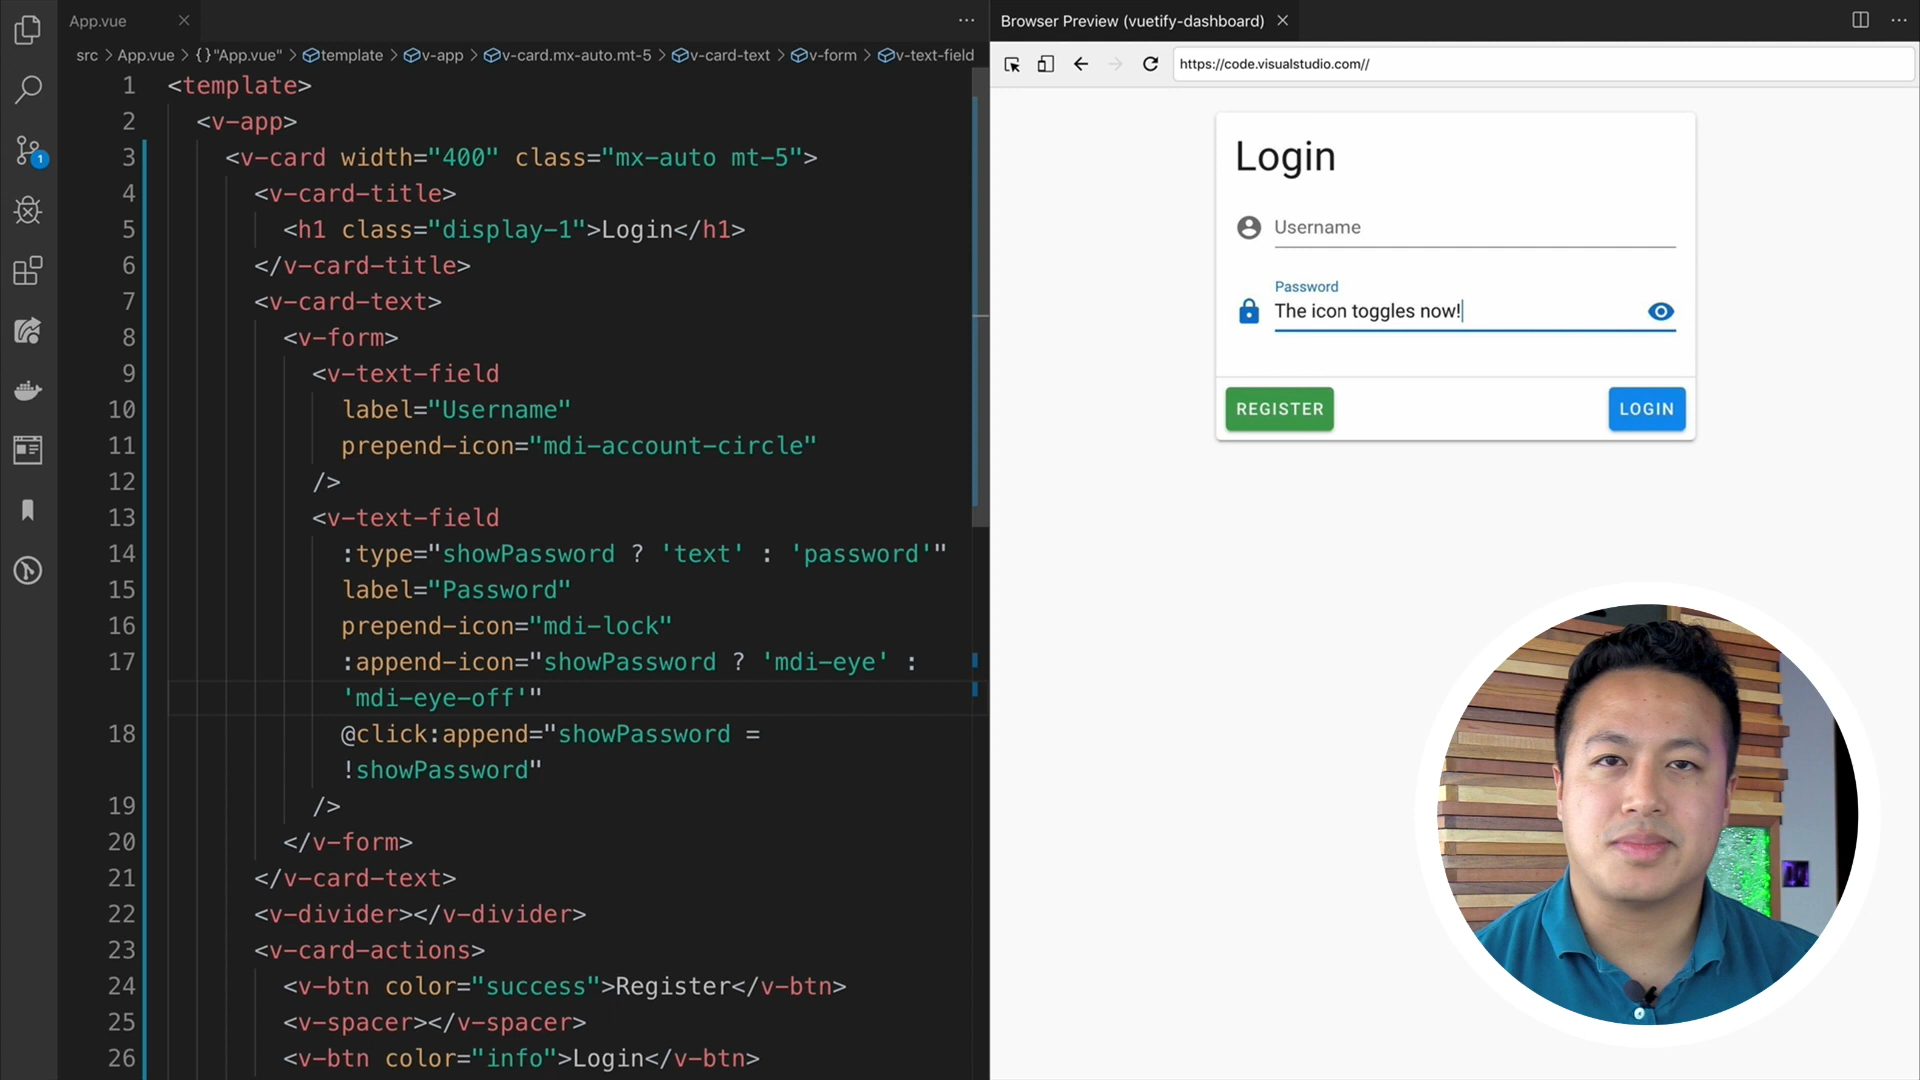 App.vue
src > App.vue > {} "App.vue" > template > v-app > v-card.mx-auto.mt-5 > v-card-text > v-form > v-text-field
1 <template>
2 <v-app>
3 <v-card width="400" class="mx-auto mt-5">
4 <v-card-title>
5 <h1 class="display-1">Login</h1>
6 </v-card-title>
7 <v-card-text>
8 <v-form>
9 <v-text-field
10 label="Username"
11 prepend-icon="mdi-account-circle"
12 />
13 <v-text-field
14 :type="showPassword ? 'text' : 'password'"
15 label="Password"
16 prepend-icon="mdi-lock"
17 :append-icon="showPassword ? 'mdi-eye' :
'mdi-eye-off'"
18 @click:append="showPassword =
!showPassword"
19 />
20 </v-form>
21 </v-card-text>
22 <v-divider></v-divider>
23 <v-card-actions>
24 <v-btn color="success">Register</v-btn>
25 <v-spacer></v-spacer>
26 <v-btn color="info">Login</v-btn>
1
Browser Preview (vuetify-dashboard)
https://code.visualstudio.com//
Login
Username
Password
The icon toggles now!
REGISTER
LOGIN